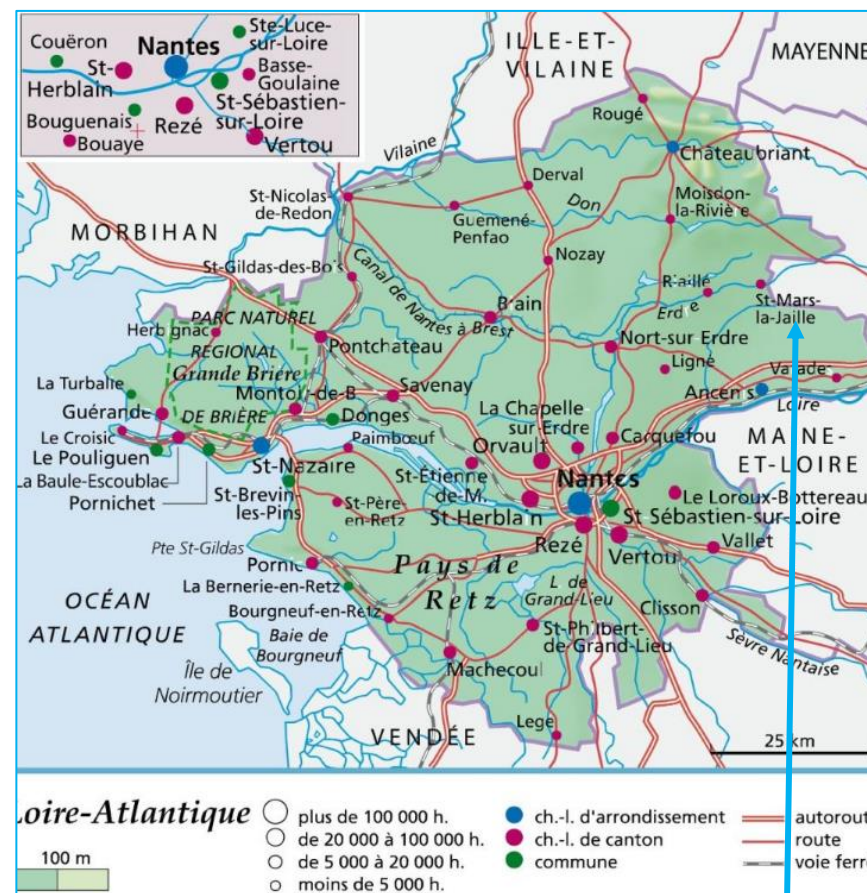 Couëron
Nantes
Ste-Luce-
sur-Loire
St-
Herblain
Basse-
Goulaine
St-Sébastien-
sur-Loire
Bouguenais
Bouaye
Rezé
Vertou
ILLE-ET-
VILAINE
MAYENNE
Rougé
Vilaine
Châteaubriant
St-Nicolas-
de-Redon
Derval
Don
Moisdon-
la-Rivière
Guemené-
Penfao
MORBIHAN
Nozay
St-Gildas-des-Bois
Canal de Nantes à Brest
Riaillé
Erdre
St-Mars-
la-Jaille
Blain
PARC NATUREL
Herbignac
RÉGIONAL
Pontchateau
Nort-sur Erdre
Grande Brière
Ligné
Varade
La Turballe
Montoir-de-B.
Savenay
Ancenis
Loire
Guérande
DE BRIÈRE
Donges
La Chapelle
sur-Erdre
Le Croisic
Paimbœuf
Orvault
Carquefou
MAINE-
ET-LOIRE
Le Pouliguen
St-Nazaire
St-Étienne
de-M.
Nantes
La Baule-Escoublac
Pornichet
St-Brevin-
les-Pins
St-Père-
en-Retz
St-Herblain
Le Loroux-Bottereau
St-Sébastien-sur-Loire
Rezé
Vertou
Vallet
Pte St-Gildas
Pornic
Pays de
Retz
La Bernerie-en-Retz
L. de
Grand-Lieu
Clisson
OCÉAN
ATLANTIQUE
Bourgneuf-en-Retz
Baie de
Bourgneuf
St-Philbert-
de-Grand-Lieu
Sèvre Nantaise
Île de
Noirmoutier
Machecoul
Legé
VENDÉE
25 km
Loire-Atlantique
plus de 100 000 h.
de 20 000 à 100 000 h.
de 5 000 à 20 000 h.
moins de 5 000 h.
ch.-l. d'arrondissement
ch.-l. de canton
commune
autorout
route
voie ferr
100 m